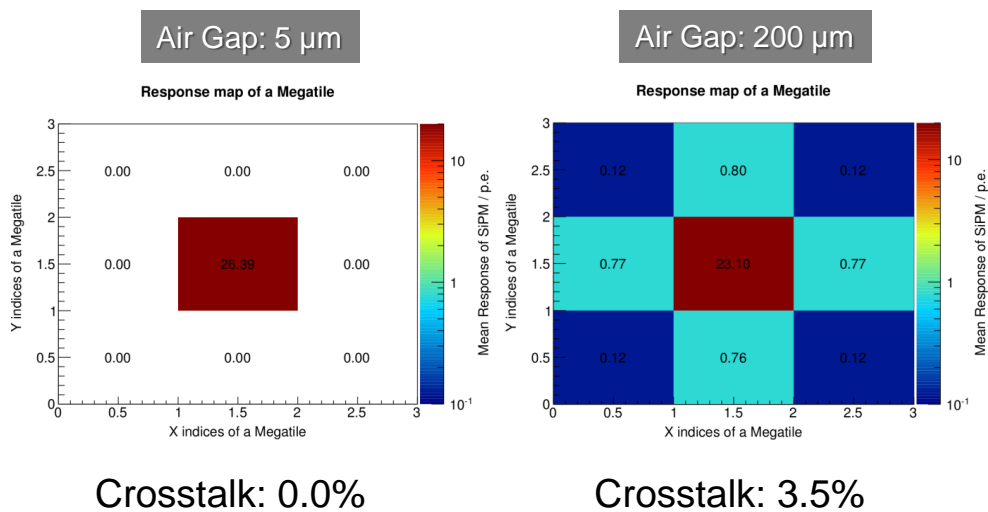 Air Gap: 5 µm
Response map of a Megatile
3
2.5
2
1.5
1
0.5
0
0.00 0.00 0.00
0.00 26.39 0.00
0.00 0.00 0.00
0 0.5 1 1.5 2 2.5 3
X indices of a Megatile
Y indices of a Megatile
10
1
10⁻¹
Mean Response of SiPM / p.e.
Crosstalk: 0.0%
Air Gap: 200 µm
Response map of a Megatile
3
2.5
2
1.5
1
0.5
0
0.12 0.80 0.12
0.77 23.10 0.77
0.12 0.76 0.12
0 0.5 1 1.5 2 2.5 3
X indices of a Megatile
Y indices of a Megatile
10
1
10⁻¹
Mean Response of SiPM / p.e.
Crosstalk: 3.5%